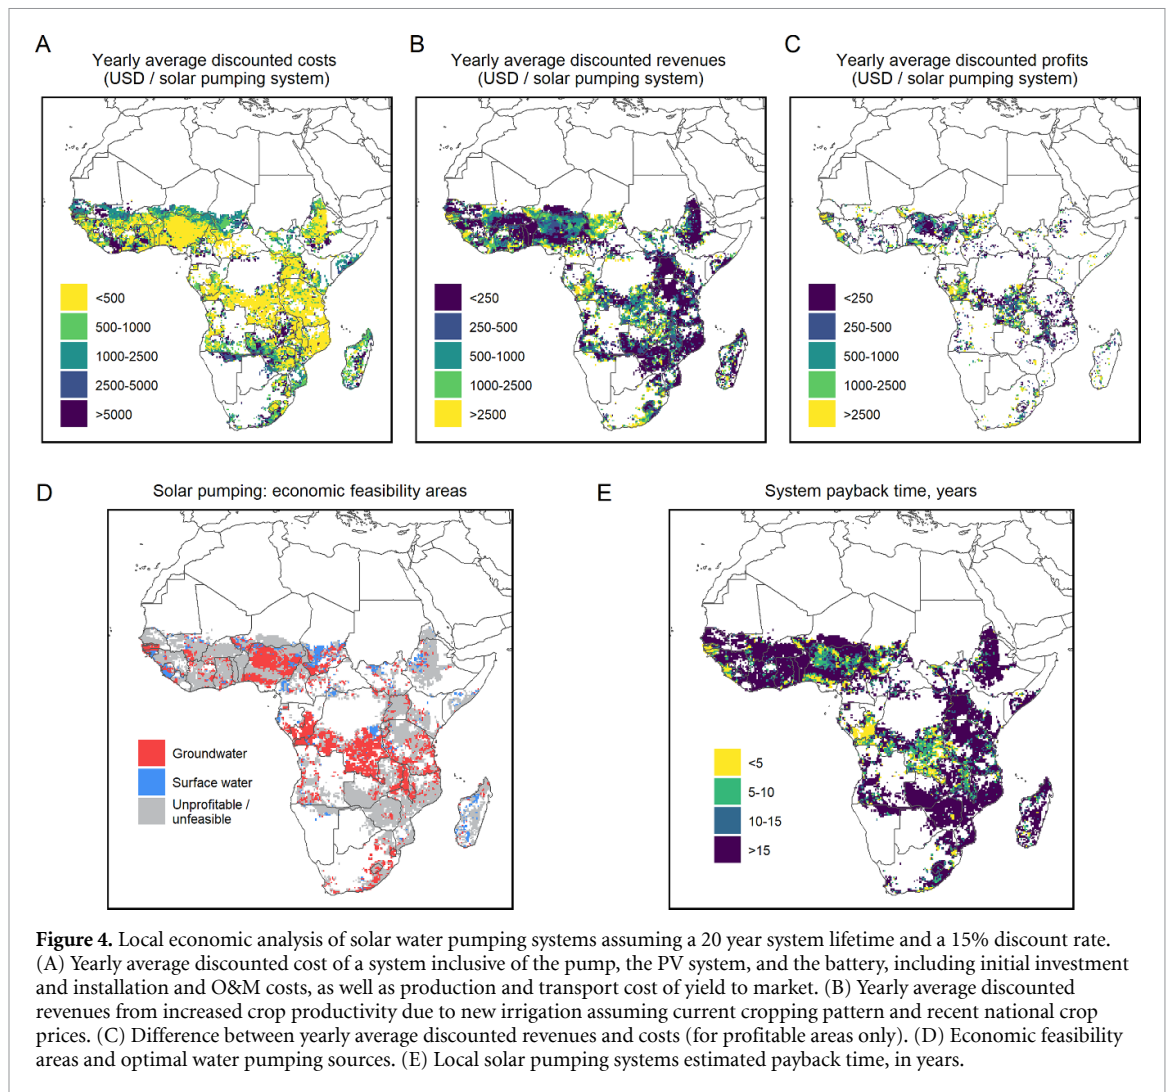 A
Yearly average discounted costs
(USD / solar pumping system)
<500
500-1000
1000-2500
2500-5000
>5000
B
Yearly average discounted revenues
(USD / solar pumping system)
<250
250-500
500-1000
1000-2500
>2500
C
Yearly average discounted profits
(USD / solar pumping system)
<250
250-500
500-1000
1000-2500
>2500
D
Solar pumping: economic feasibility areas
Groundwater
Surface water
Unprofitable /
unfeasible
E
System payback time, years
<5
5-10
10-15
>15
Figure 4. Local economic analysis of solar water pumping systems assuming a 20 year system lifetime and a 15% discount rate.
(A) Yearly average discounted cost of a system inclusive of the pump, the PV system, and the battery, including initial investment
and installation and O&M costs, as well as production and transport cost of yield to market. (B) Yearly average discounted
revenues from increased crop productivity due to new irrigation assuming current cropping pattern and recent national crop
prices. (C) Difference between yearly average discounted revenues and costs (for profitable areas only). (D) Economic feasibility
areas and optimal water pumping sources. (E) Local solar pumping systems estimated payback time, in years.